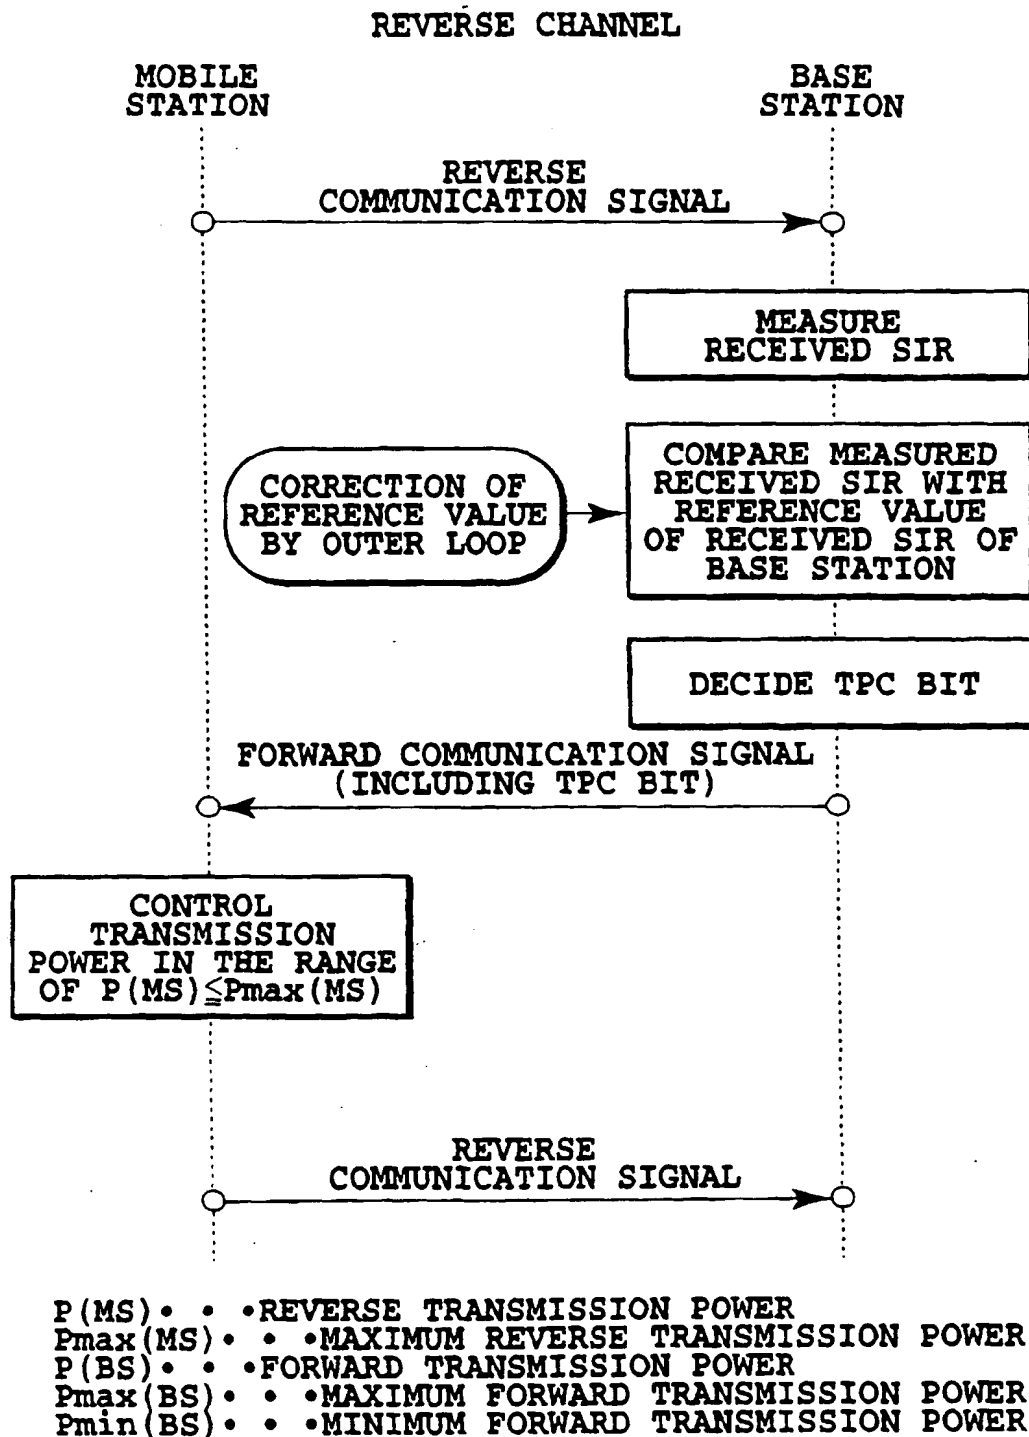 REVERSE CHANNEL
MOBILE
STATION
BASE
STATION
REVERSE
COMMUNICATION SIGNAL
MEASURE
RECEIVED SIR
CORRECTION OF
REFERENCE VALUE
BY OUTER LOOP
COMPARE MEASURED
RECEIVED SIR WITH
REFERENCE VALUE
OF RECEIVED SIR OF
BASE STATION
DECIDE TPC BIT
FORWARD COMMUNICATION SIGNAL
(INCLUDING TPC BIT)
CONTROL
TRANSMISSION
POWER IN THE RANGE
OF P(MS)≦Pmax(MS)
REVERSE
COMMUNICATION SIGNAL
P(MS)• • •REVERSE TRANSMISSION POWER
Pmax(MS)• • •MAXIMUM REVERSE TRANSMISSION POWER
P(BS)• • •FORWARD TRANSMISSION POWER
Pmax(BS)• • •MAXIMUM FORWARD TRANSMISSION POWER
Pmin(BS)• • •MINIMUM FORWARD TRANSMISSION POWER